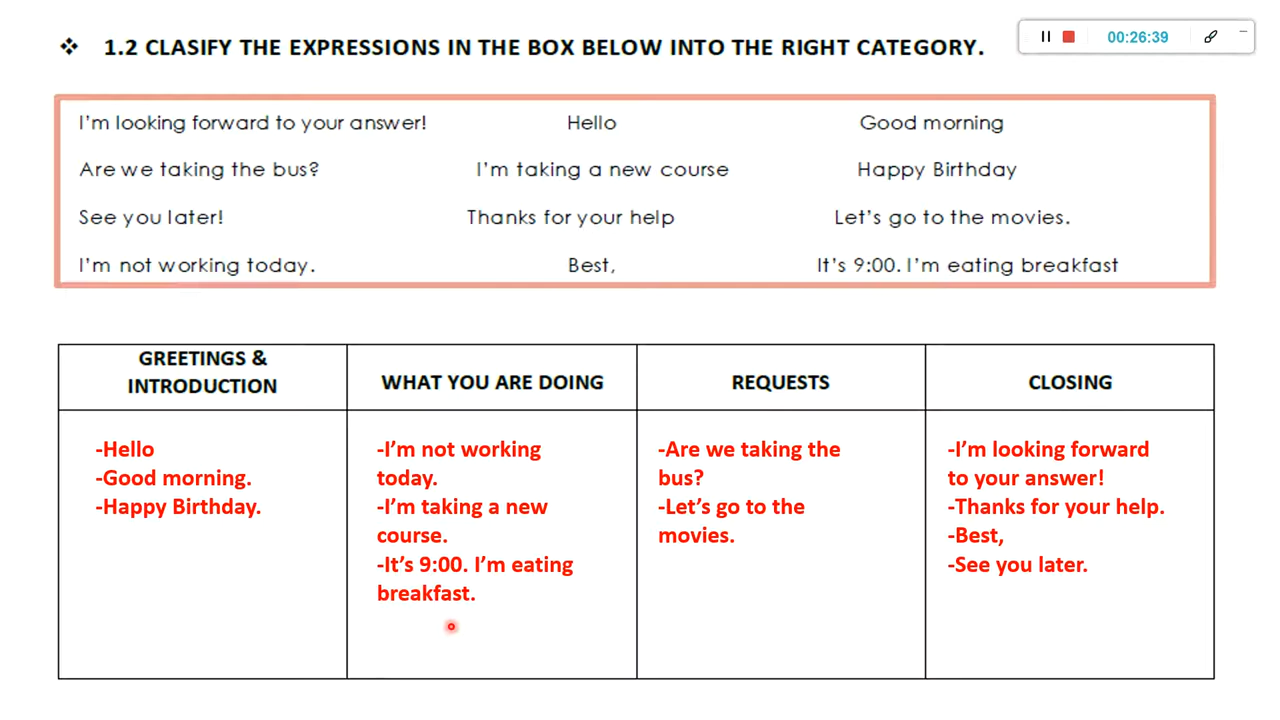 ❖ 1.2 CLASIFY THE EXPRESSIONS IN THE BOX BELOW INTO THE RIGHT CATEGORY.
00:26:39
I'm looking forward to your answer! Hello Good morning
Are we taking the bus? I'm taking a new course Happy Birthday
See you later! Thanks for your help Let's go to the movies.
I'm not working today. Best, It's 9:00. I'm eating breakfast
GREETINGS &
INTRODUCTION
WHAT YOU ARE DOING
REQUESTS
CLOSING
-Hello
-Good morning.
-Happy Birthday.
-I'm not working
today.
-I'm taking a new
course.
-It's 9:00. I'm eating
breakfast.
-Are we taking the
bus?
-Let's go to the
movies.
-I'm looking forward
to your answer!
-Thanks for your help.
-Best,
-See you later.